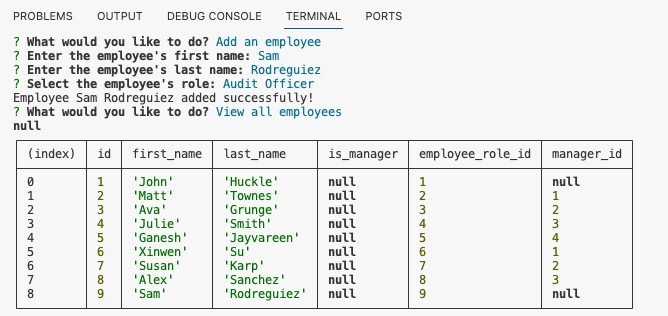 PROBLEMS OUTPUT DEBUG CONSOLE TERMINAL PORTS
? What would you like to do? Add an employee
? Enter the employee's first name: Sam
? Enter the employee's last name: Rodreguiez
? Select the employee's role: Audit Officer
Employee Sam Rodreguiez added successfully!
? What would you like to do? View all employees
null
(index) id first_name last_name is_manager employee_role_id manager_id
0 1 'John' 'Huckle' null 1 null
1 2 'Matt' 'Townes' null 2 1
2 3 'Ava' 'Grunge' null 3 2
3 4 'Julie' 'Smith' null 4 3
4 5 'Ganesh' 'Jayvareen' null 5 4
5 6 'Xinwen' 'Su' null 6 1
6 7 'Susan' 'Karp' null 7 2
7 8 'Alex' 'Sanchez' null 8 3
8 9 'Sam' 'Rodreguiez' null 9 null